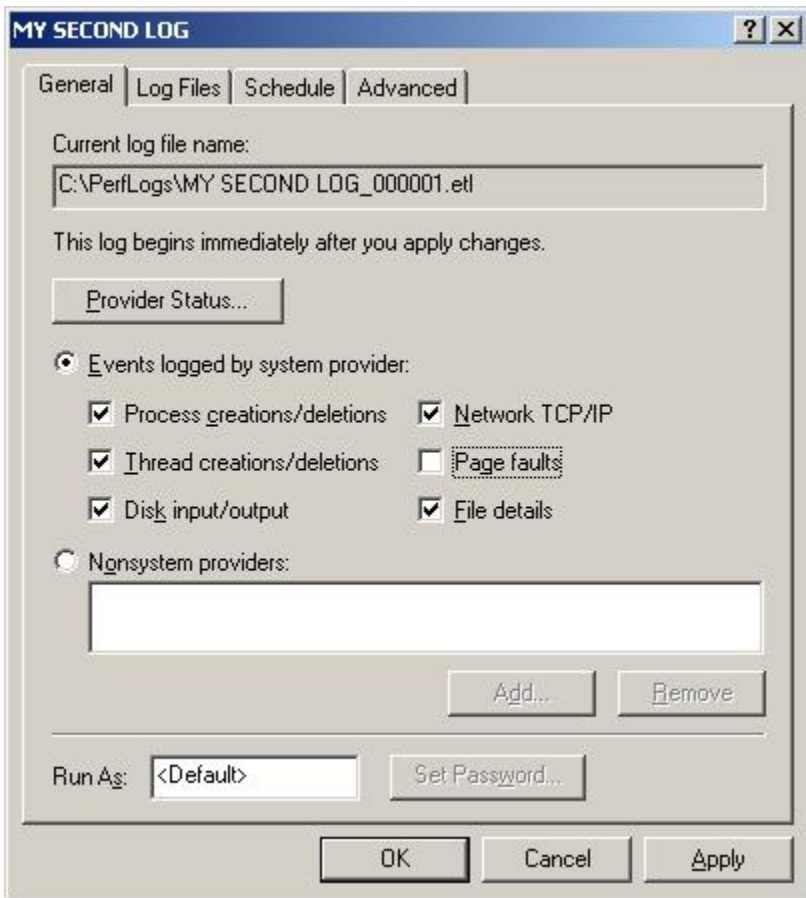 MY SECOND LOG
General Log Files Schedule Advanced
Current log file name:
C:\PerfLogs\MY SECOND LOG_000001.etl
This log begins immediately after you apply changes.
Provider Status...
Events logged by system provider:
Process creations/deletions Network TCP/IP
Thread creations/deletions Page faults
Disk input/output File details
Nonsystem providers:
Add... Remove
Run As: <Default> Set Password...
OK Cancel Apply